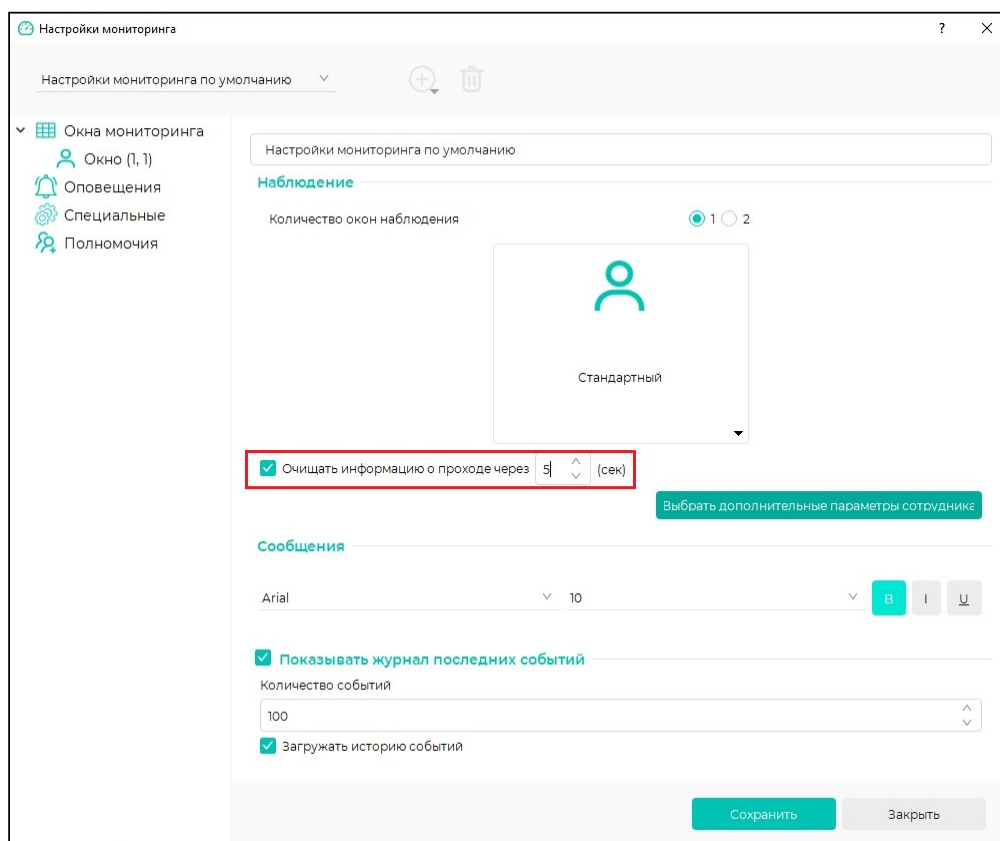 Настройки мониторинга
?
Настройки мониторинга по умолчанию
Окна мониторинга
Окно (1, 1)
Оповещения
Специальные
Полномочия
Настройки мониторинга по умолчанию
Наблюдение
Количество окон наблюдения 1 2
Стандартный
Очищать информацию о проходе через 5 (сек)
Выбрать дополнительные параметры сотрудника
Сообщения
Arial 10 B I U
Показывать журнал последних событий
Количество событий
100
Загружать историю событий
Сохранить Закрыть